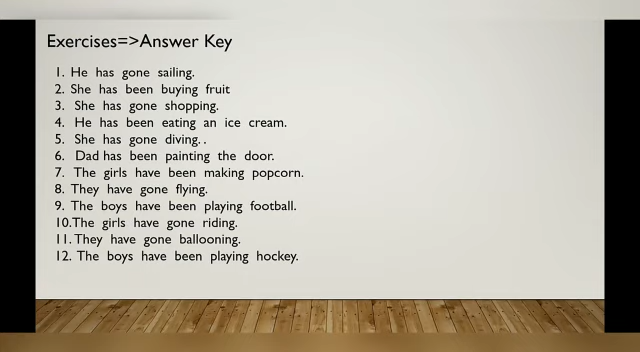 Exercises=>Answer Key
1. He has gone sailing.
2. She has been buying fruit
3. She has gone shopping.
4. He has been eating an ice cream.
5. She has gone diving. .
6. Dad has been painting the door.
7. The girls have been making popcorn.
8. They have gone flying.
9. The boys have been playing football.
10.The girls have gone riding.
11. They have gone ballooning.
12. The boys have been playing hockey.